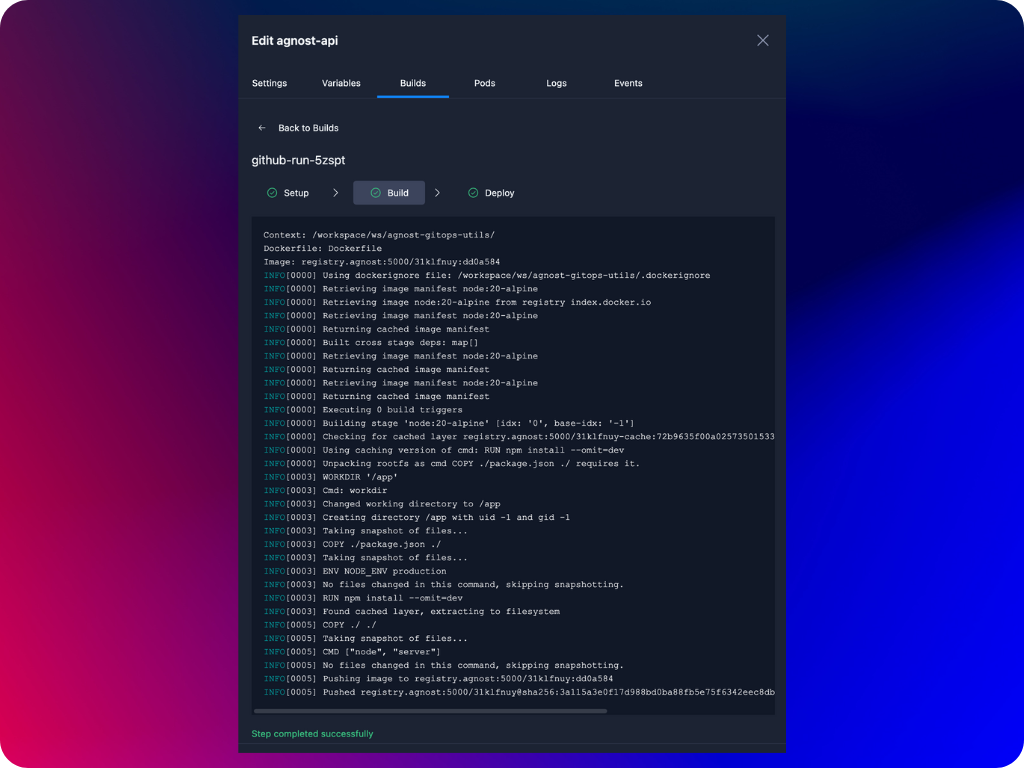 Edit agnost-api
Settings Variables Builds Pods Logs Events
Back to Builds
github-run-5zspt
Setup Build Deploy
Context: /workspace/ws/agnost-gitops-utils/
Dockerfile: Dockerfile
Image: registry.agnost:5000/31klfnuy:dd0a584
INFO[0000] Using dockerignore file: /workspace/ws/agnost-gitops-utils/.dockerignore
INFO[0000] Retrieving image manifest node:20-alpine
INFO[0000] Retrieving image node:20-alpine from registry index.docker.io
INFO[0000] Retrieving image manifest node:20-alpine
INFO[0000] Returning cached image manifest
INFO[0000] Built cross stage deps: map[]
INFO[0000] Retrieving image manifest node:20-alpine
INFO[0000] Returning cached image manifest
INFO[0000] Retrieving image manifest node:20-alpine
INFO[0000] Returning cached image manifest
INFO[0000] Executing 0 build triggers
INFO[0000] Building stage 'node:20-alpine' [idx: '0', base-idx: '-1']
INFO[0000] Checking for cached layer registry.agnost:5000/31klfnuy-cache:72b9635f00a02573501533
INFO[0000] Using caching version of cmd: RUN npm install --omit=dev
INFO[0000] Unpacking rootfs as cmd COPY ./package.json ./ requires it.
INFO[0003] WORKDIR '/app'
INFO[0003] Cmd: workdir
INFO[0003] Changed working directory to /app
INFO[0003] Creating directory /app with uid -1 and gid -1
INFO[0003] Taking snapshot of files...
INFO[0003] COPY ./package.json ./
INFO[0003] Taking snapshot of files...
INFO[0003] ENV NODE_ENV production
INFO[0003] No files changed in this command, skipping snapshotting.
INFO[0003] RUN npm install --omit=dev
INFO[0003] Found cached layer, extracting to filesystem
INFO[0005] COPY ./ ./
INFO[0005] Taking snapshot of files...
INFO[0005] CMD ["node", "server"]
INFO[0005] No files changed in this command, skipping snapshotting.
INFO[0005] Pushing image to registry.agnost:5000/31klfnuy:dd0a584
INFO[0005] Pushed registry.agnost:5000/31klfnuy@sha256:3a115a3e0f17d988bd0ba88fb5e75f6342eec8db
Step completed successfully